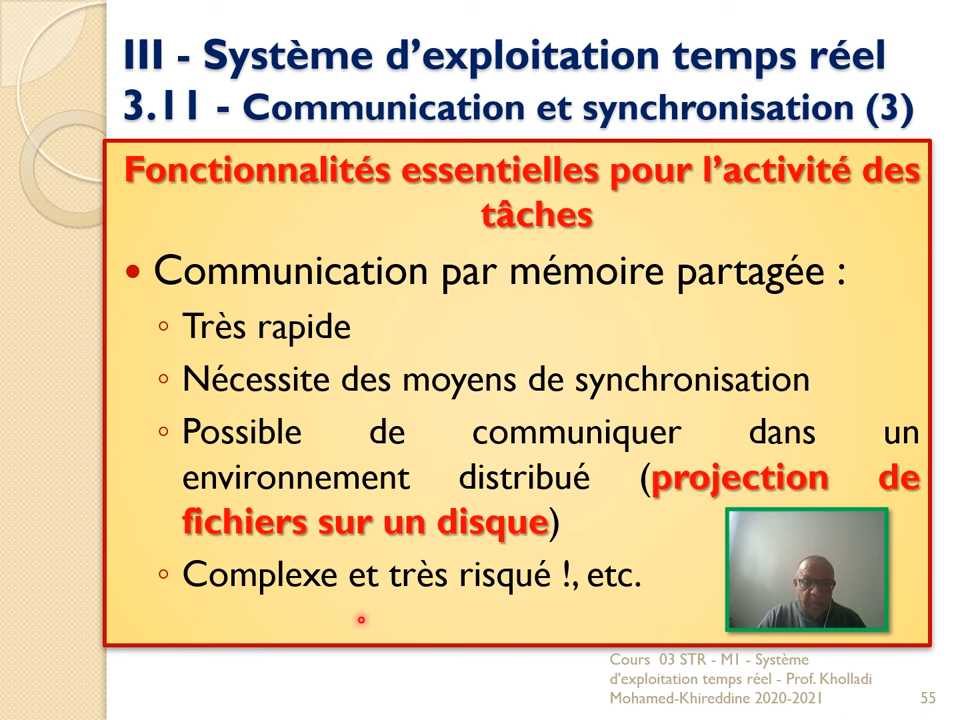 III - Système d’exploitation temps réel
3.11 - Communication et synchronisation (3)
Fonctionnalités essentielles pour l’activité des
tâches
• Communication par mémoire partagée :
◦ Très rapide
◦ Nécessite des moyens de synchronisation
◦ Possible de communiquer dans un
environnement distribué (projection de
fichiers sur un disque)
◦ Complexe et très risqué !, etc.
Cours 03 STR - M1 - Système
d'exploitation temps réel - Prof. Kholladi
Mohamed-Khireddine 2020-2021
55